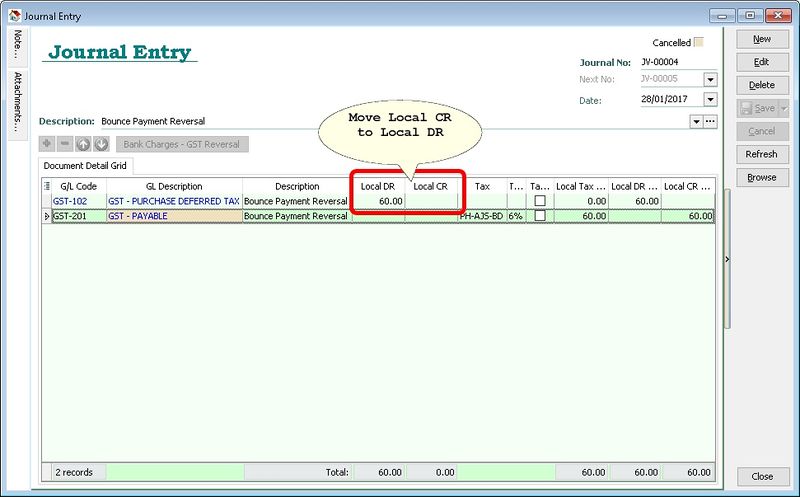 Journal Entry
Note...
Attachments...
Journal Entry
Cancelled
Journal No: JV-00004
Next No: JV-00005
Date: 28/01/2017
Description: Bounce Payment Reversal
Move Local CR
to Local DR
Bank Charges - GST Reversal
Document Detail Grid
G/L Code GL Description Description Local DR Local CR Tax T... Ta... Local Tax ... Local DR ... Local CR ...
GST-102 GST - PURCHASE DEFERRED TAX Bounce Payment Reversal 60.00 0.00 60.00
GST-201 GST - PAYABLE Bounce Payment Reversal PH-AJS-BD 6% 60.00 60.00
2 records Total: 60.00 0.00 60.00 60.00 60.00
New
Edit
Delete
Save
Cancel
Refresh
Browse
Close